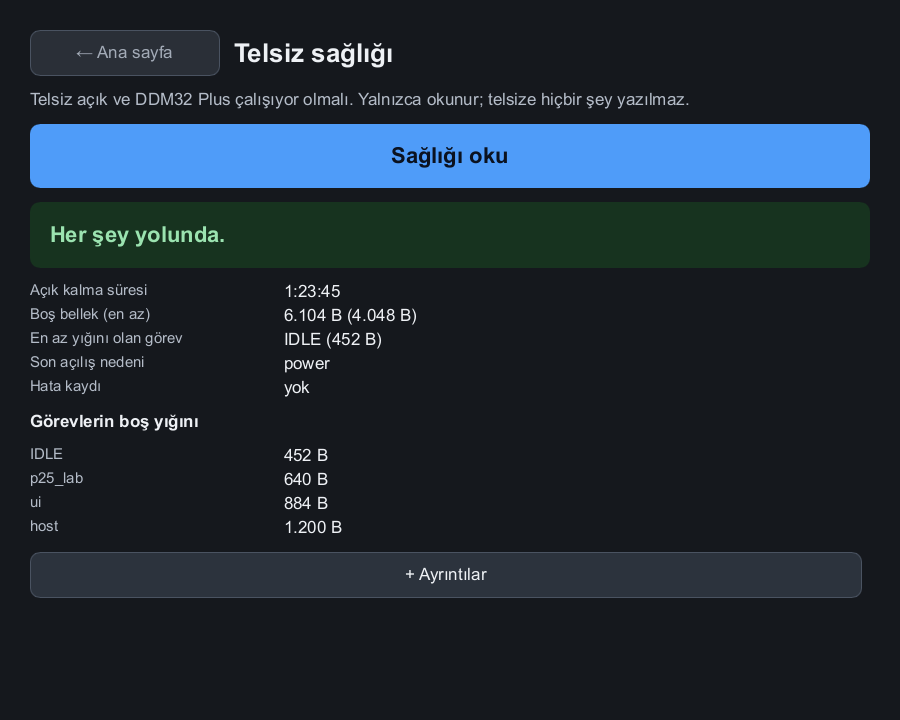 ← Ana sayfa
Telsiz sağlığı
Telsiz açık ve DDM32 Plus çalışıyor olmalı. Yalnızca okunur; telsize hiçbir şey yazılmaz.
Sağlığı oku
Her şey yolunda.
Açık kalma süresi 1:23:45
Boş bellek (en az) 6.104 B (4.048 B)
En az yığını olan görev IDLE (452 B)
Son açılış nedeni power
Hata kaydı yok
Görevlerin boş yığını
IDLE 452 B
p25_lab 640 B
ui 884 B
host 1.200 B
+ Ayrıntılar